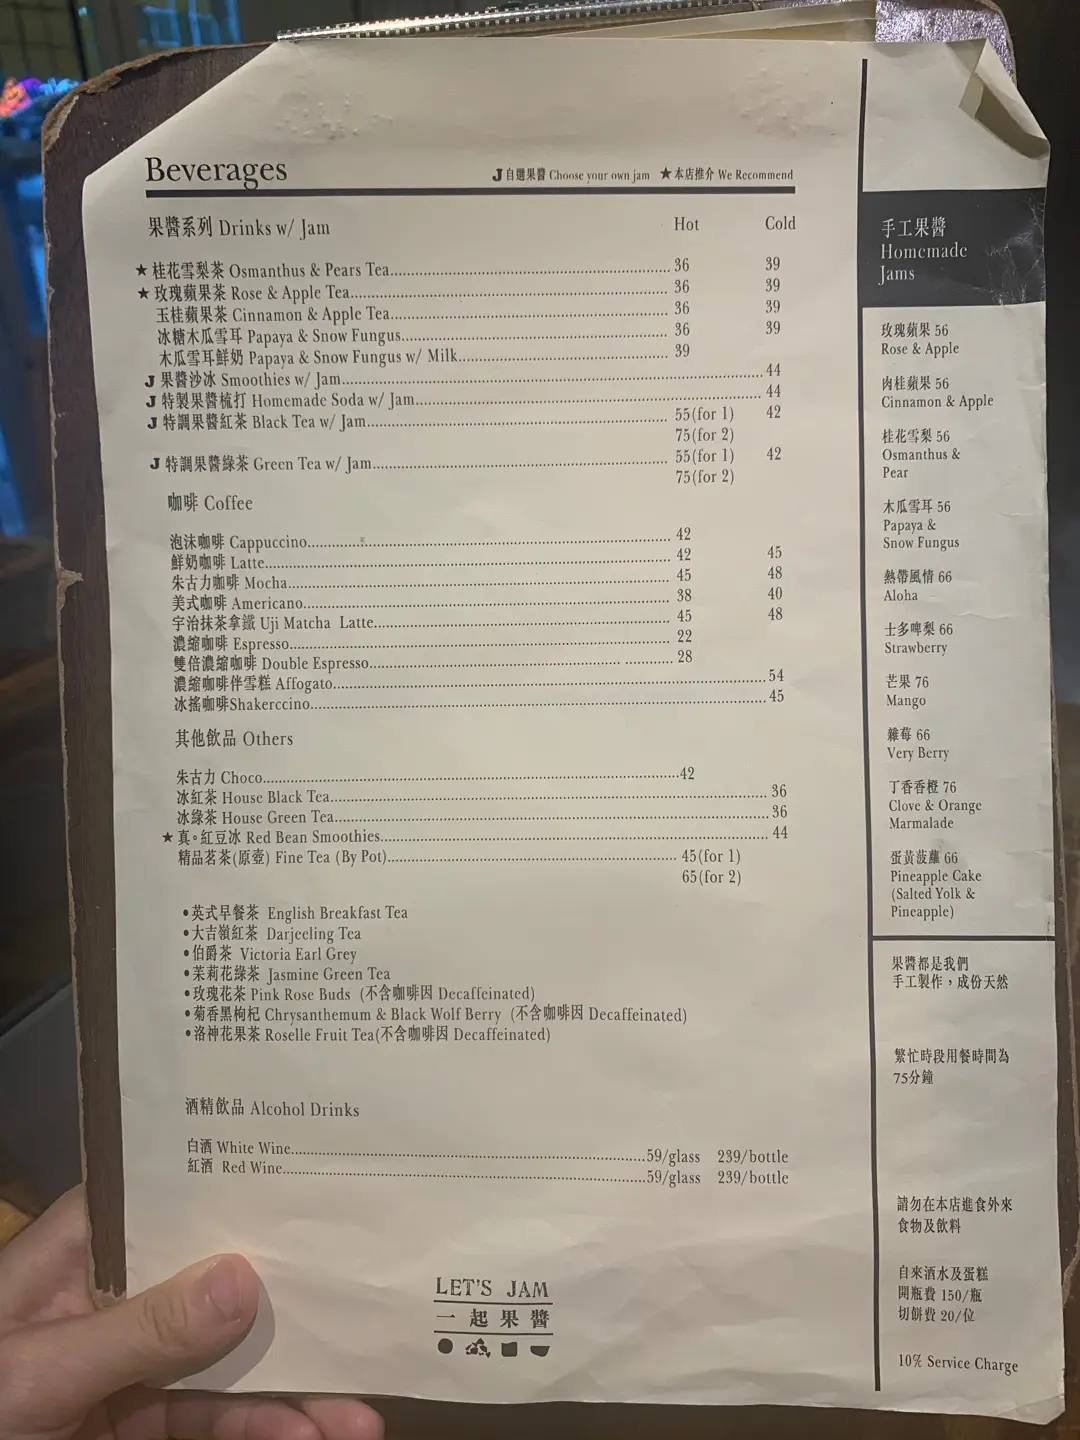 Beverages
J 自選果醬 Choose your own jam ★本店推介 We Recommend
果醬系列 Drinks w/ Jam Hot Cold
★ 桂花雪梨茶 Osmanthus & Pears Tea 36 39
★ 玫瑰蘋果茶 Rose & Apple Tea 36 39
玉桂蘋果茶 Cinnamon & Apple Tea 36 39
冰糖木瓜雪耳 Papaya & Snow Fungus 36 39
木瓜雪耳鮮奶 Papaya & Snow Fungus w/ Milk 39
J 果醬沙冰 Smoothies w/ Jam 44
J 特製果醬梳打 Homemade Soda w/ Jam 44
J 特調果醬紅茶 Black Tea w/ Jam 55(for 1) 42
75(for 2)
J 特調果醬綠茶 Green Tea w/ Jam 55(for 1) 42
75(for 2)
咖啡 Coffee
泡沫咖啡 Cappuccino 42
鮮奶咖啡 Latte 42 45
朱古力咖啡 Mocha 45 48
美式咖啡 Americano 38 40
宇治抹茶拿鐵 Uji Matcha Latte 45 48
濃縮咖啡 Espresso 22
雙倍濃縮咖啡 Double Espresso 28
濃縮咖啡伴雪糕 Affogato 54
冰搖咖啡Shakerccino 45
其他飲品 Others
朱古力 Choco 42
冰紅茶 House Black Tea 36
冰綠茶 House Green Tea 36
★ 真。紅豆冰 Red Bean Smoothies 44
精品茗茶(原壺) Fine Tea (By Pot) 45(for 1)
65(for 2)
•英式早餐茶 English Breakfast Tea
•大吉嶺紅茶 Darjeeling Tea
•伯爵茶 Victoria Earl Grey
•茉莉花綠茶 Jasmine Green Tea
•玫瑰花茶 Pink Rose Buds (不含咖啡因 Decaffeinated)
•菊香黑枸杞 Chrysanthemum & Black Wolf Berry (不含咖啡因 Decaffeinated)
•洛神花果茶 Roselle Fruit Tea(不含咖啡因 Decaffeinated)
酒精飲品 Alcohol Drinks
白酒 White Wine 59/glass 239/bottle
紅酒 Red Wine 59/glass 239/bottle
LET'S JAM
一起果醬
手工果醬
Homemade
Jams
玫瑰蘋果 56
Rose & Apple
肉桂蘋果 56
Cinnamon & Apple
桂花雪梨 56
Osmanthus &
Pear
木瓜雪耳 56
Papaya &
Snow Fungus
熱帶風情 66
Aloha
士多啤梨 66
Strawberry
芒果 76
Mango
雜莓 66
Very Berry
丁香香橙 76
Clove & Orange
Marmalade
蛋黃菠蘿 66
Pineapple Cake
(Salted Yolk &
Pineapple)
果醬都是我們
手工製作，成份天然
繁忙時段用餐時間為
75分鐘
請勿在本店進食外來
食物及飲料
自來酒水及蛋糕
開瓶費 150/瓶
切餅費 20/位
10% Service Charge